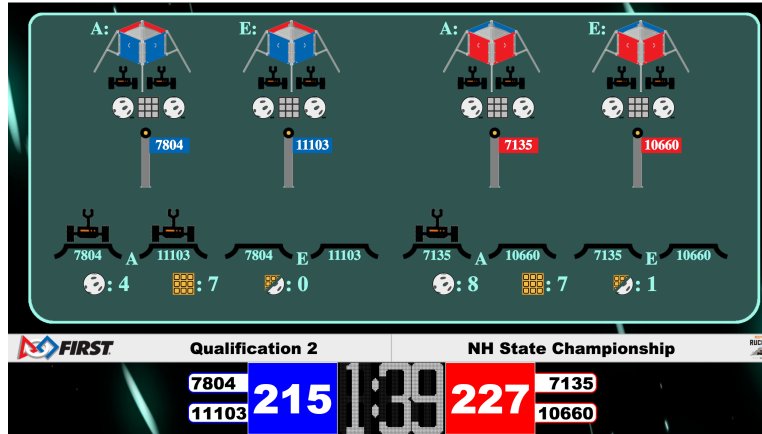 A: E: A: E:
7804 11103 7135 10660
7804 A 11103 7804 E 11103 7135 A 10660 7135 E 10660
: 4 : 7 : 0 : 8 : 7 : 1
FIRST Qualification 2 NH State Championship
7804 215 1:39 227 7135
11103 10660